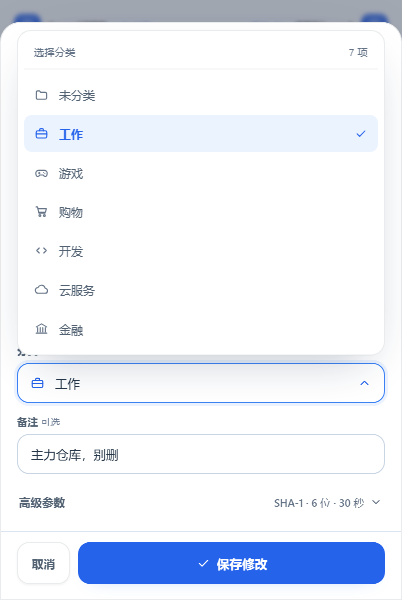 选择分类 7 项
未分类
工作
游戏
购物
开发
云服务
金融
工作
备注 可选
主力仓库，别删
高级参数 SHA-1 · 6 位 · 30 秒
取消 保存修改